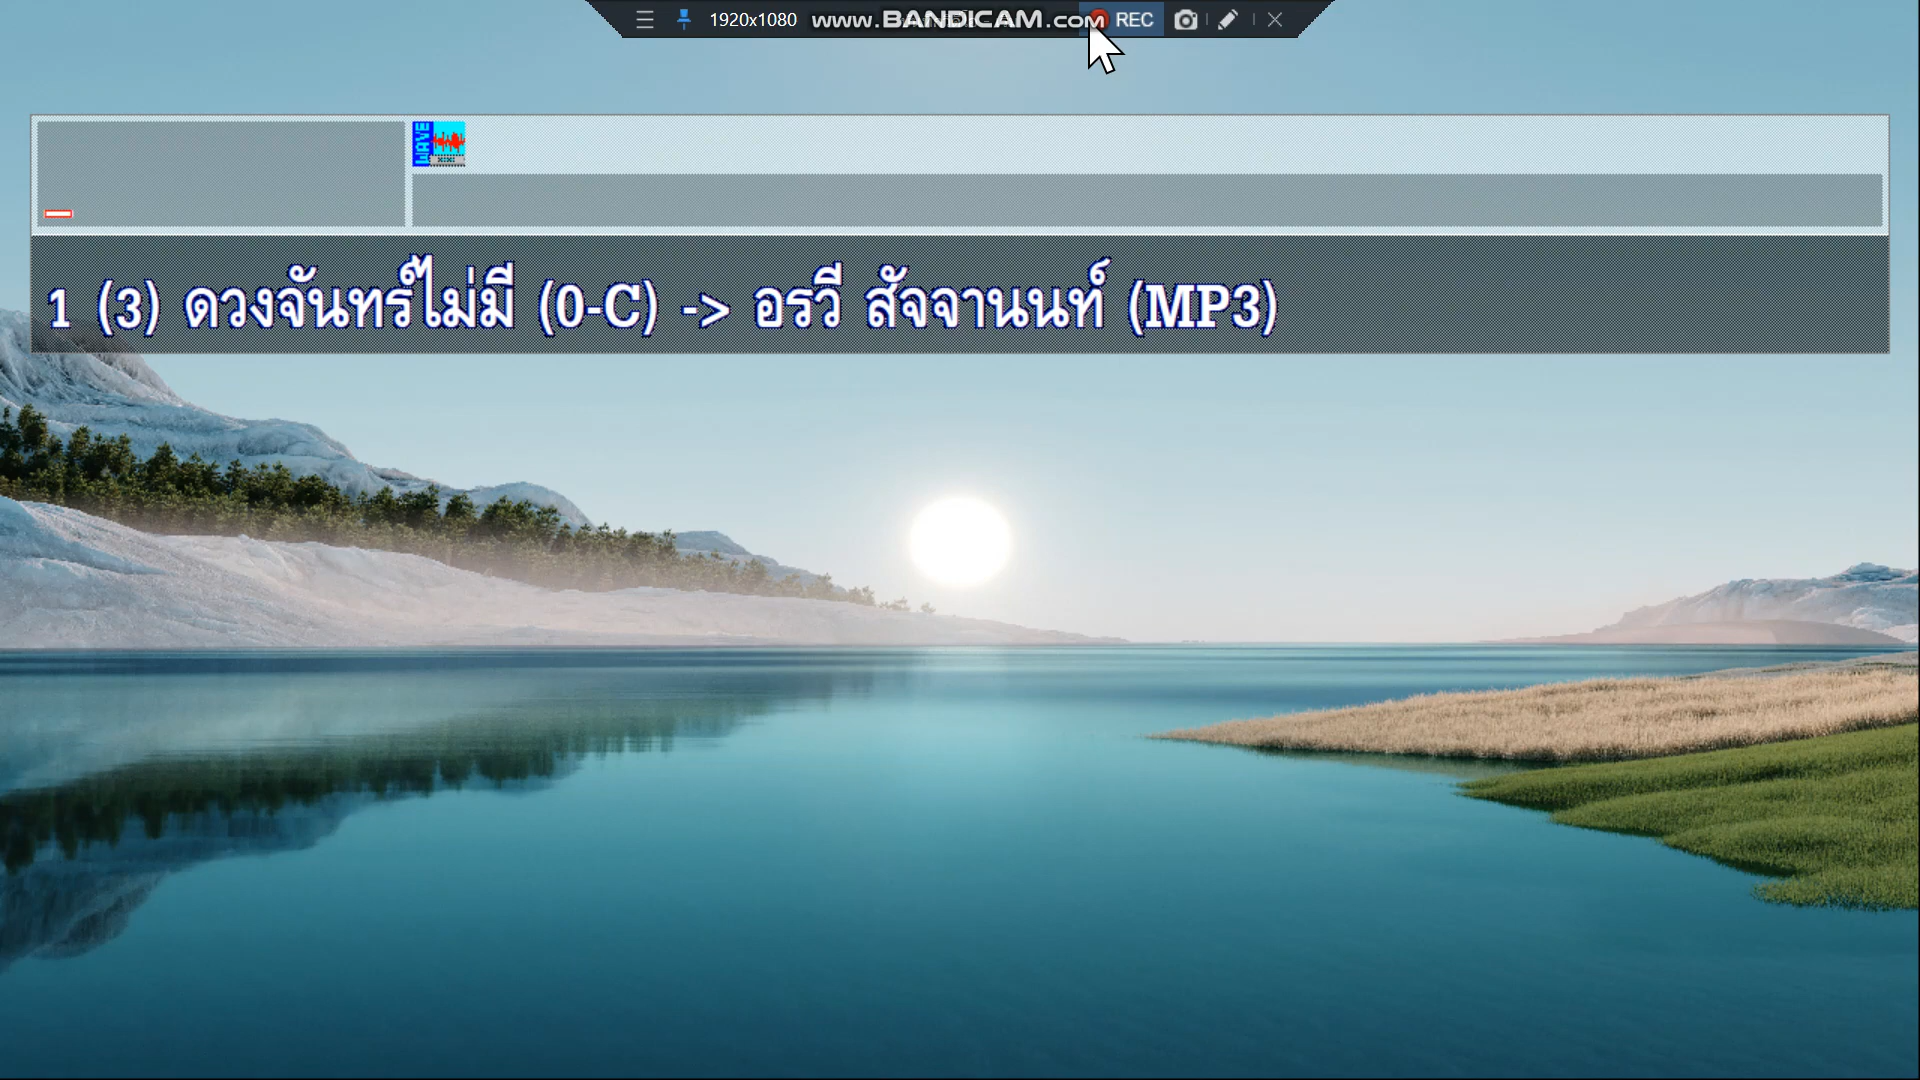 1920x1080 www.BANDICAM.com REC
WAVE
1 (3) ดวงจันทร์ไม่มี (0-C) -> อรวี สัจจานนท์ (MP3)